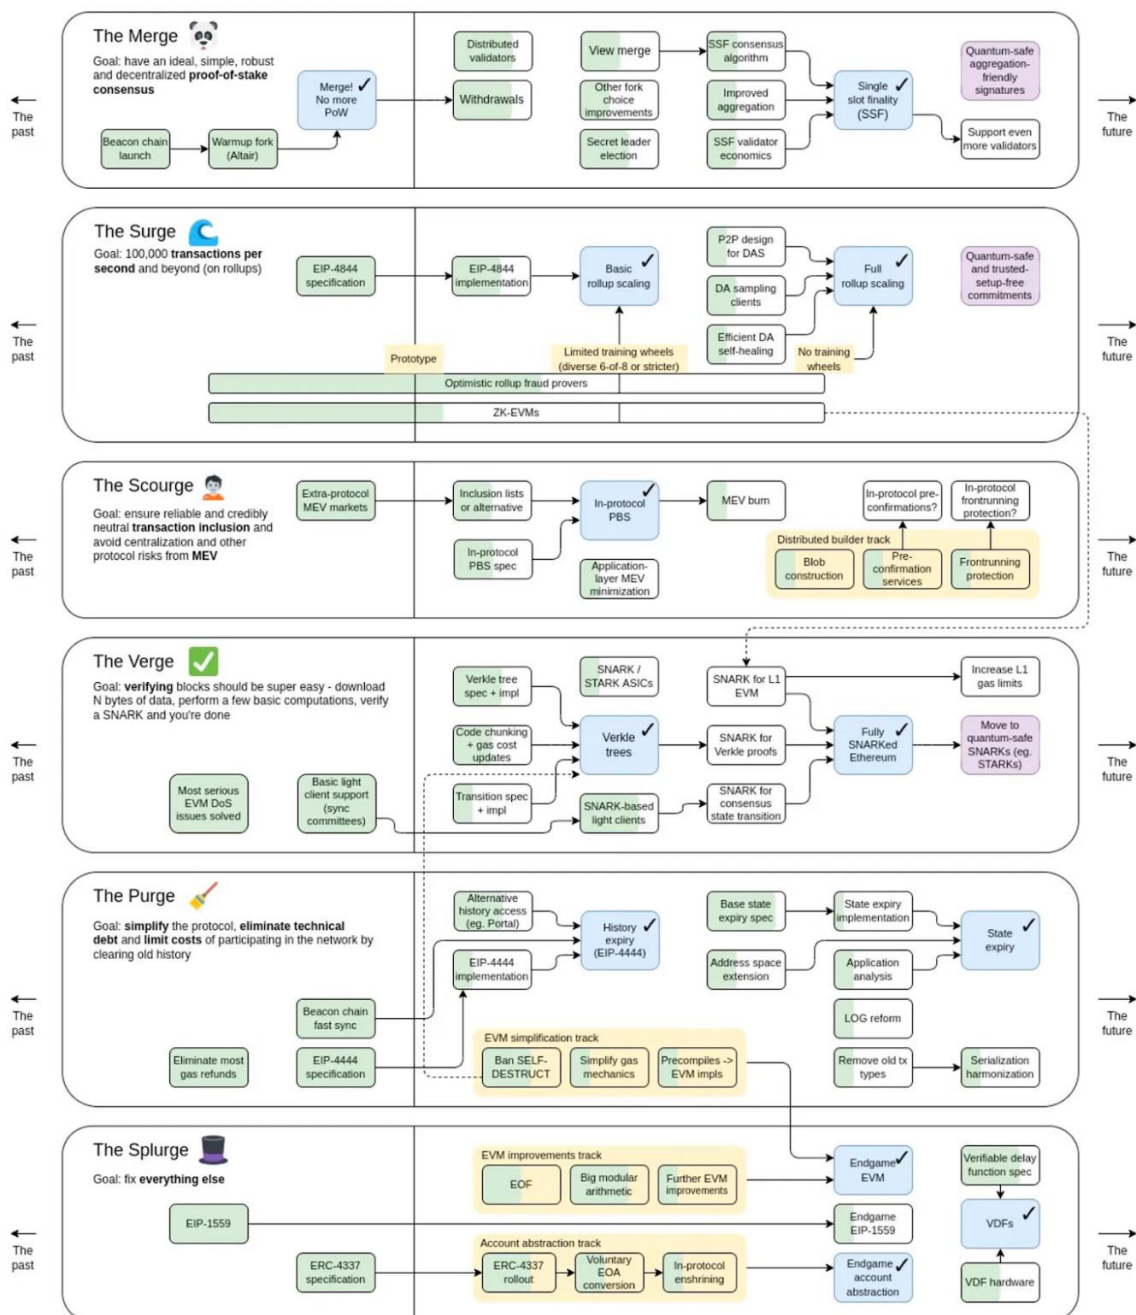 The Merge
Goal: have an ideal, simple, robust
and decentralized proof-of-stake
consensus
The
past
Beacon chain
launch
Warmup fork
(Altair)
Merge!
No more
PoW
Distributed
validators
Withdrawals
View merge
Other fork
choice
improvements
Secret leader
election
SSF consensus
algorithm
Improved
aggregation
SSF validator
economics
Single
slot finality
(SSF)
Quantum-safe
aggregation-
friendly
signatures
Support even
more validators
The
future
The Surge
Goal: 100,000 transactions per
second and beyond (on rollups)
The
past
EIP-4844
specification
EIP-4844
implementation
Basic
rollup scaling
P2P design
for DAS
DA sampling
clients
Efficient DA
self-healing
Full
rollup scaling
Quantum-safe
and trusted-
setup-free
commitments
The
future
Prototype
Limited training wheels
(diverse 6-of-8 or stricter)
No training
wheels
Optimistic rollup fraud provers
ZK-EVMs
The Scourge
Goal: ensure reliable and credibly
neutral transaction inclusion and
avoid centralization and other
protocol risks from MEV
The
past
Extra-protocol
MEV markets
Inclusion lists
or alternative
In-protocol
PBS spec
In-protocol
PBS
Application-
layer MEV
minimization
MEV burn
In-protocol pre-
confirmations?
In-protocol
frontrunning
protection?
Distributed builder track
Blob
construction
Pre-
confirmation
services
Frontrunning
protection
The
future
The Verge
Goal: verifying blocks should be super easy - download
N bytes of data, perform a few basic computations, verify
a SNARK and you're done
The
past
Most serious
EVM DoS
issues solved
Basic light
client support
(sync
committees)
Verkle tree
spec + impl
Code chunking
+ gas cost
updates
Transition spec
+ impl
SNARK /
STARK ASICs
Verkle
trees
SNARK-based
light clients
SNARK for L1
EVM
SNARK for
Verkle proofs
SNARK for
consensus
state transition
Fully
SNARKed
Ethereum
Increase L1
gas limits
Move to
quantum-safe
SNARKs (eg.
STARKs)
The
future
The Purge
Goal: simplify the protocol, eliminate technical
debt and limit costs of participating in the network by
clearing old history
The
past
Eliminate most
gas refunds
Beacon chain
fast sync
EIP-4444
specification
Alternative
history access
(eg. Portal)
EIP-4444
implementation
History
expiry
(EIP-4444)
EVM simplification track
Ban SELF-
DESTRUCT
Simplify gas
mechanics
Precompiles ->
EVM impls
Base state
expiry spec
Address space
extension
State expiry
implementation
Application
analysis
LOG reform
Remove old tx
types
State
expiry
Serialization
harmonization
The
future
The Splurge
Goal: fix everything else
The
past
EIP-1559
ERC-4337
specification
EVM improvements track
EOF
Big modular
arithmetic
Further EVM
improvements
Account abstraction track
ERC-4337
rollout
Voluntary
EOA
conversion
In-protocol
enshrining
Endgame
EVM
Endgame
EIP-1559
Endgame
account
abstraction
Verifiable delay
function spec
VDFs
VDF hardware
The
future